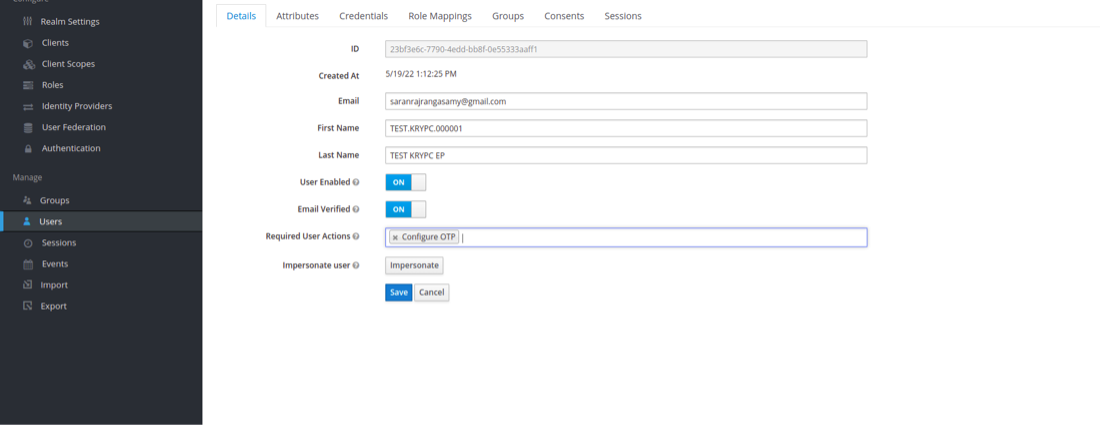 Realm Settings
Clients
Client Scopes
Roles
Identity Providers
User Federation
Authentication
Manage
Groups
Users
Sessions
Events
Import
Export
Details Attributes Credentials Role Mappings Groups Consents Sessions
ID 23bf3e6c-7790-4edd-bb8f-0e55333aaff1
Created At 5/19/22 1:12:25 PM
Email saranrajrangasamy@gmail.com
First Name TEST.KRYPC.000001
Last Name TEST KRYPC EP
User Enabled ON
Email Verified ON
Required User Actions × Configure OTP
Impersonate user Impersonate
Save Cancel